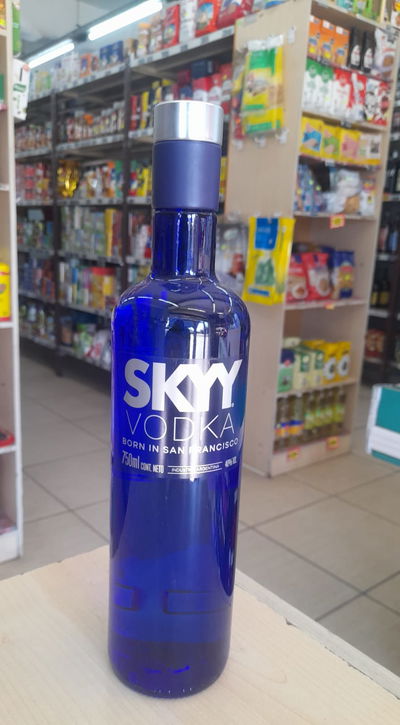 SKYY
VODKA
BORN IN SAN FRANCISCO
750ml CONT. NETO INDUSTRIA ARGENTINA 40% VOL.